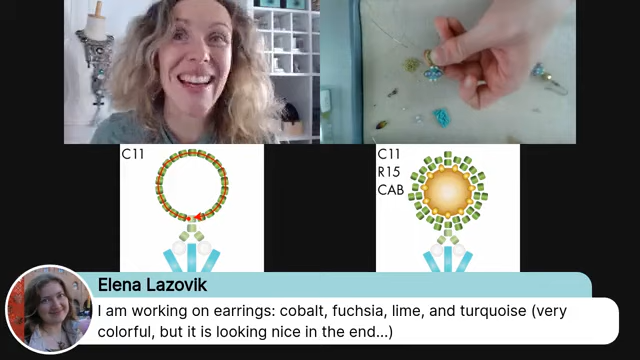 C11
C11
R15
CAB
Elena Lazovik
I am working on earrings: cobalt, fuchsia, lime, and turquoise (very
colorful, but it is looking nice in the end...)